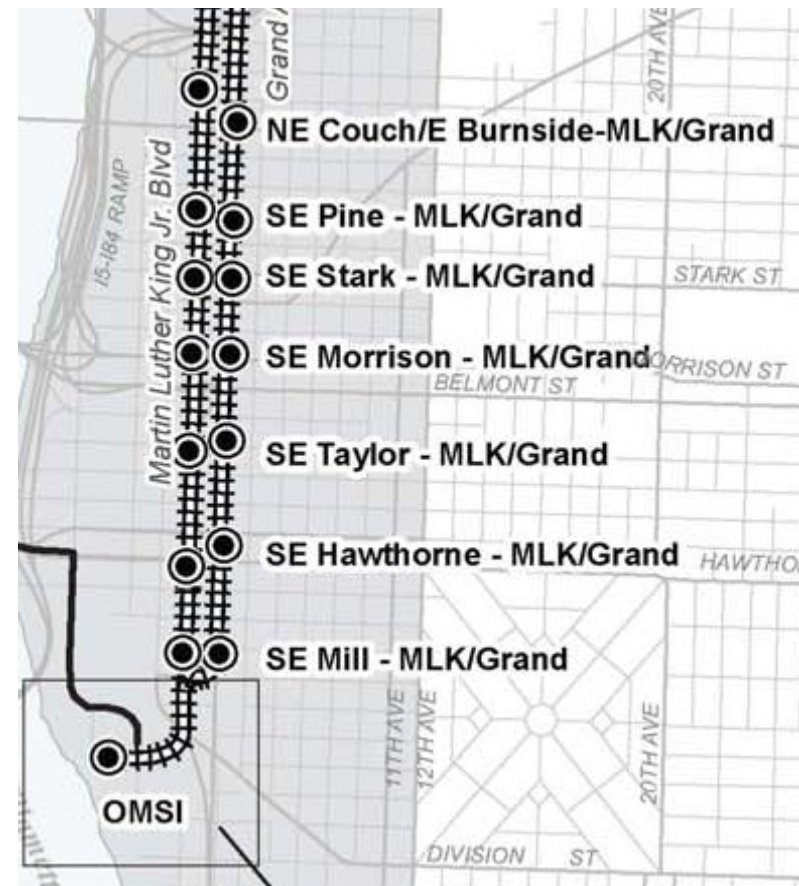 Grand
20TH AVE
NE Couch/E Burnside-MLK/Grand
I5-I84 RAMP
Martin Luther King Jr. Blvd
SE Pine - MLK/Grand
SE Stark - MLK/Grand
STARK ST
SE Morrison - MLK/Grand
MORRISON ST
BELMONT ST
SE Taylor - MLK/Grand
SE Hawthorne - MLK/Grand
SE Mill - MLK/Grand
11TH AVE
12TH AVE
20TH AVE
OMSI
DIVISION ST